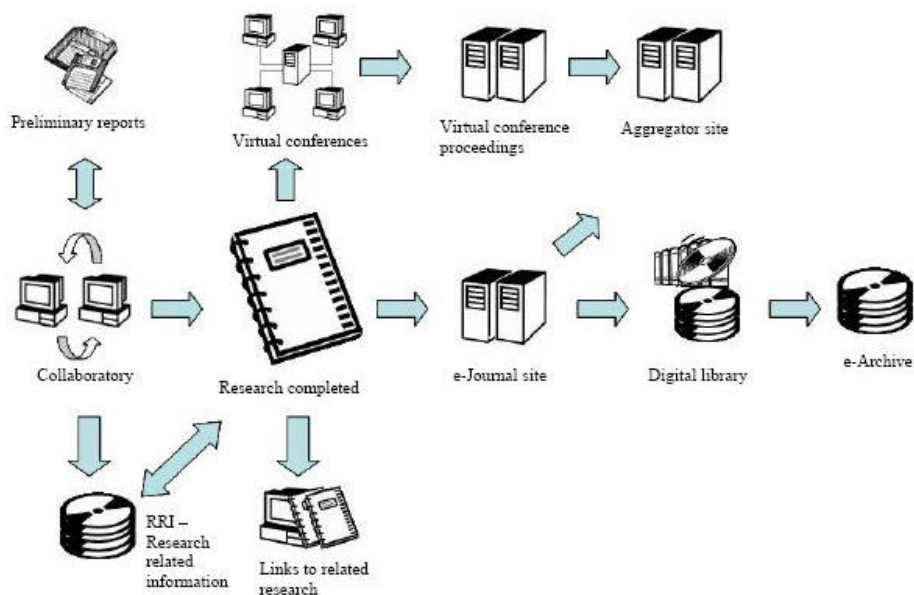 Preliminary reports
Virtual conferences
Virtual conference
proceedings
Aggregator site
Collaboratory
Research completed
e-Journal site
Digital library
e-Archive
RRI –
Research
related
information
Links to related
research